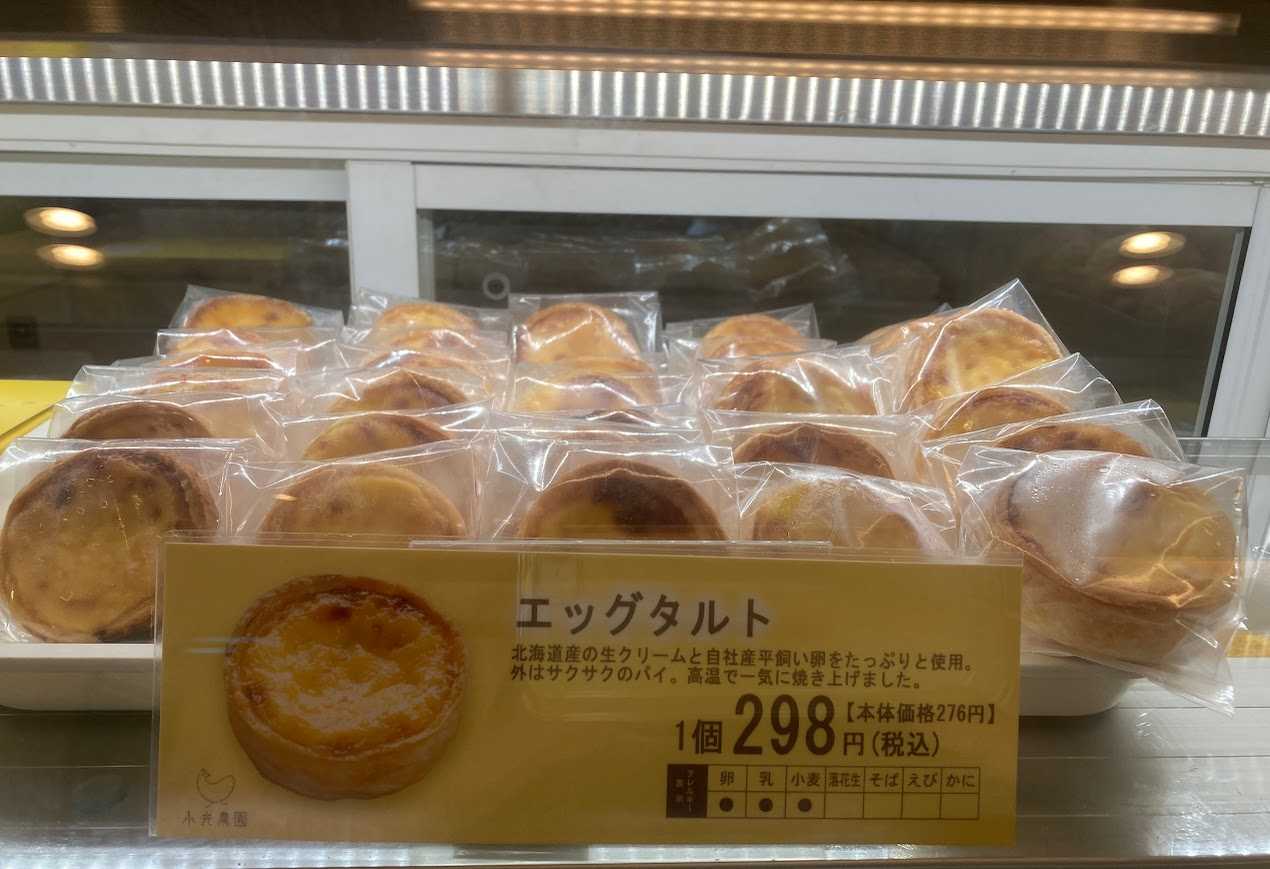 エッグタルト
北海道産の生クリームと自社産平飼い卵をたっぷりと使用。
外はサクサクのパイ。高温で一気に焼き上げました。
1個 298円(税込)【本体価格276円】
アレルギー表示 卵 乳 小麦 落花生 そば えび かに
● ● ●
小兵農園